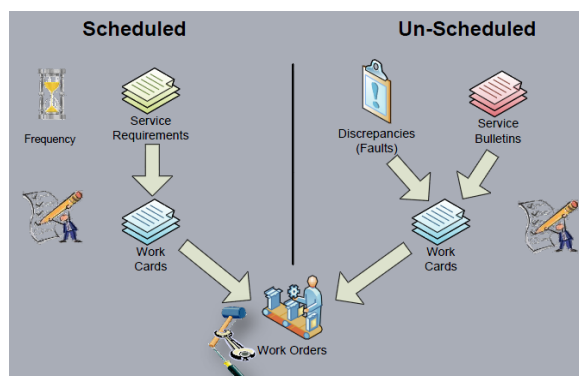 Scheduled
Un-Scheduled
Frequency
Service
Requirements
Discrepancies
(Faults)
Service
Bulletins
Work
Cards
Work
Cards
Work Orders